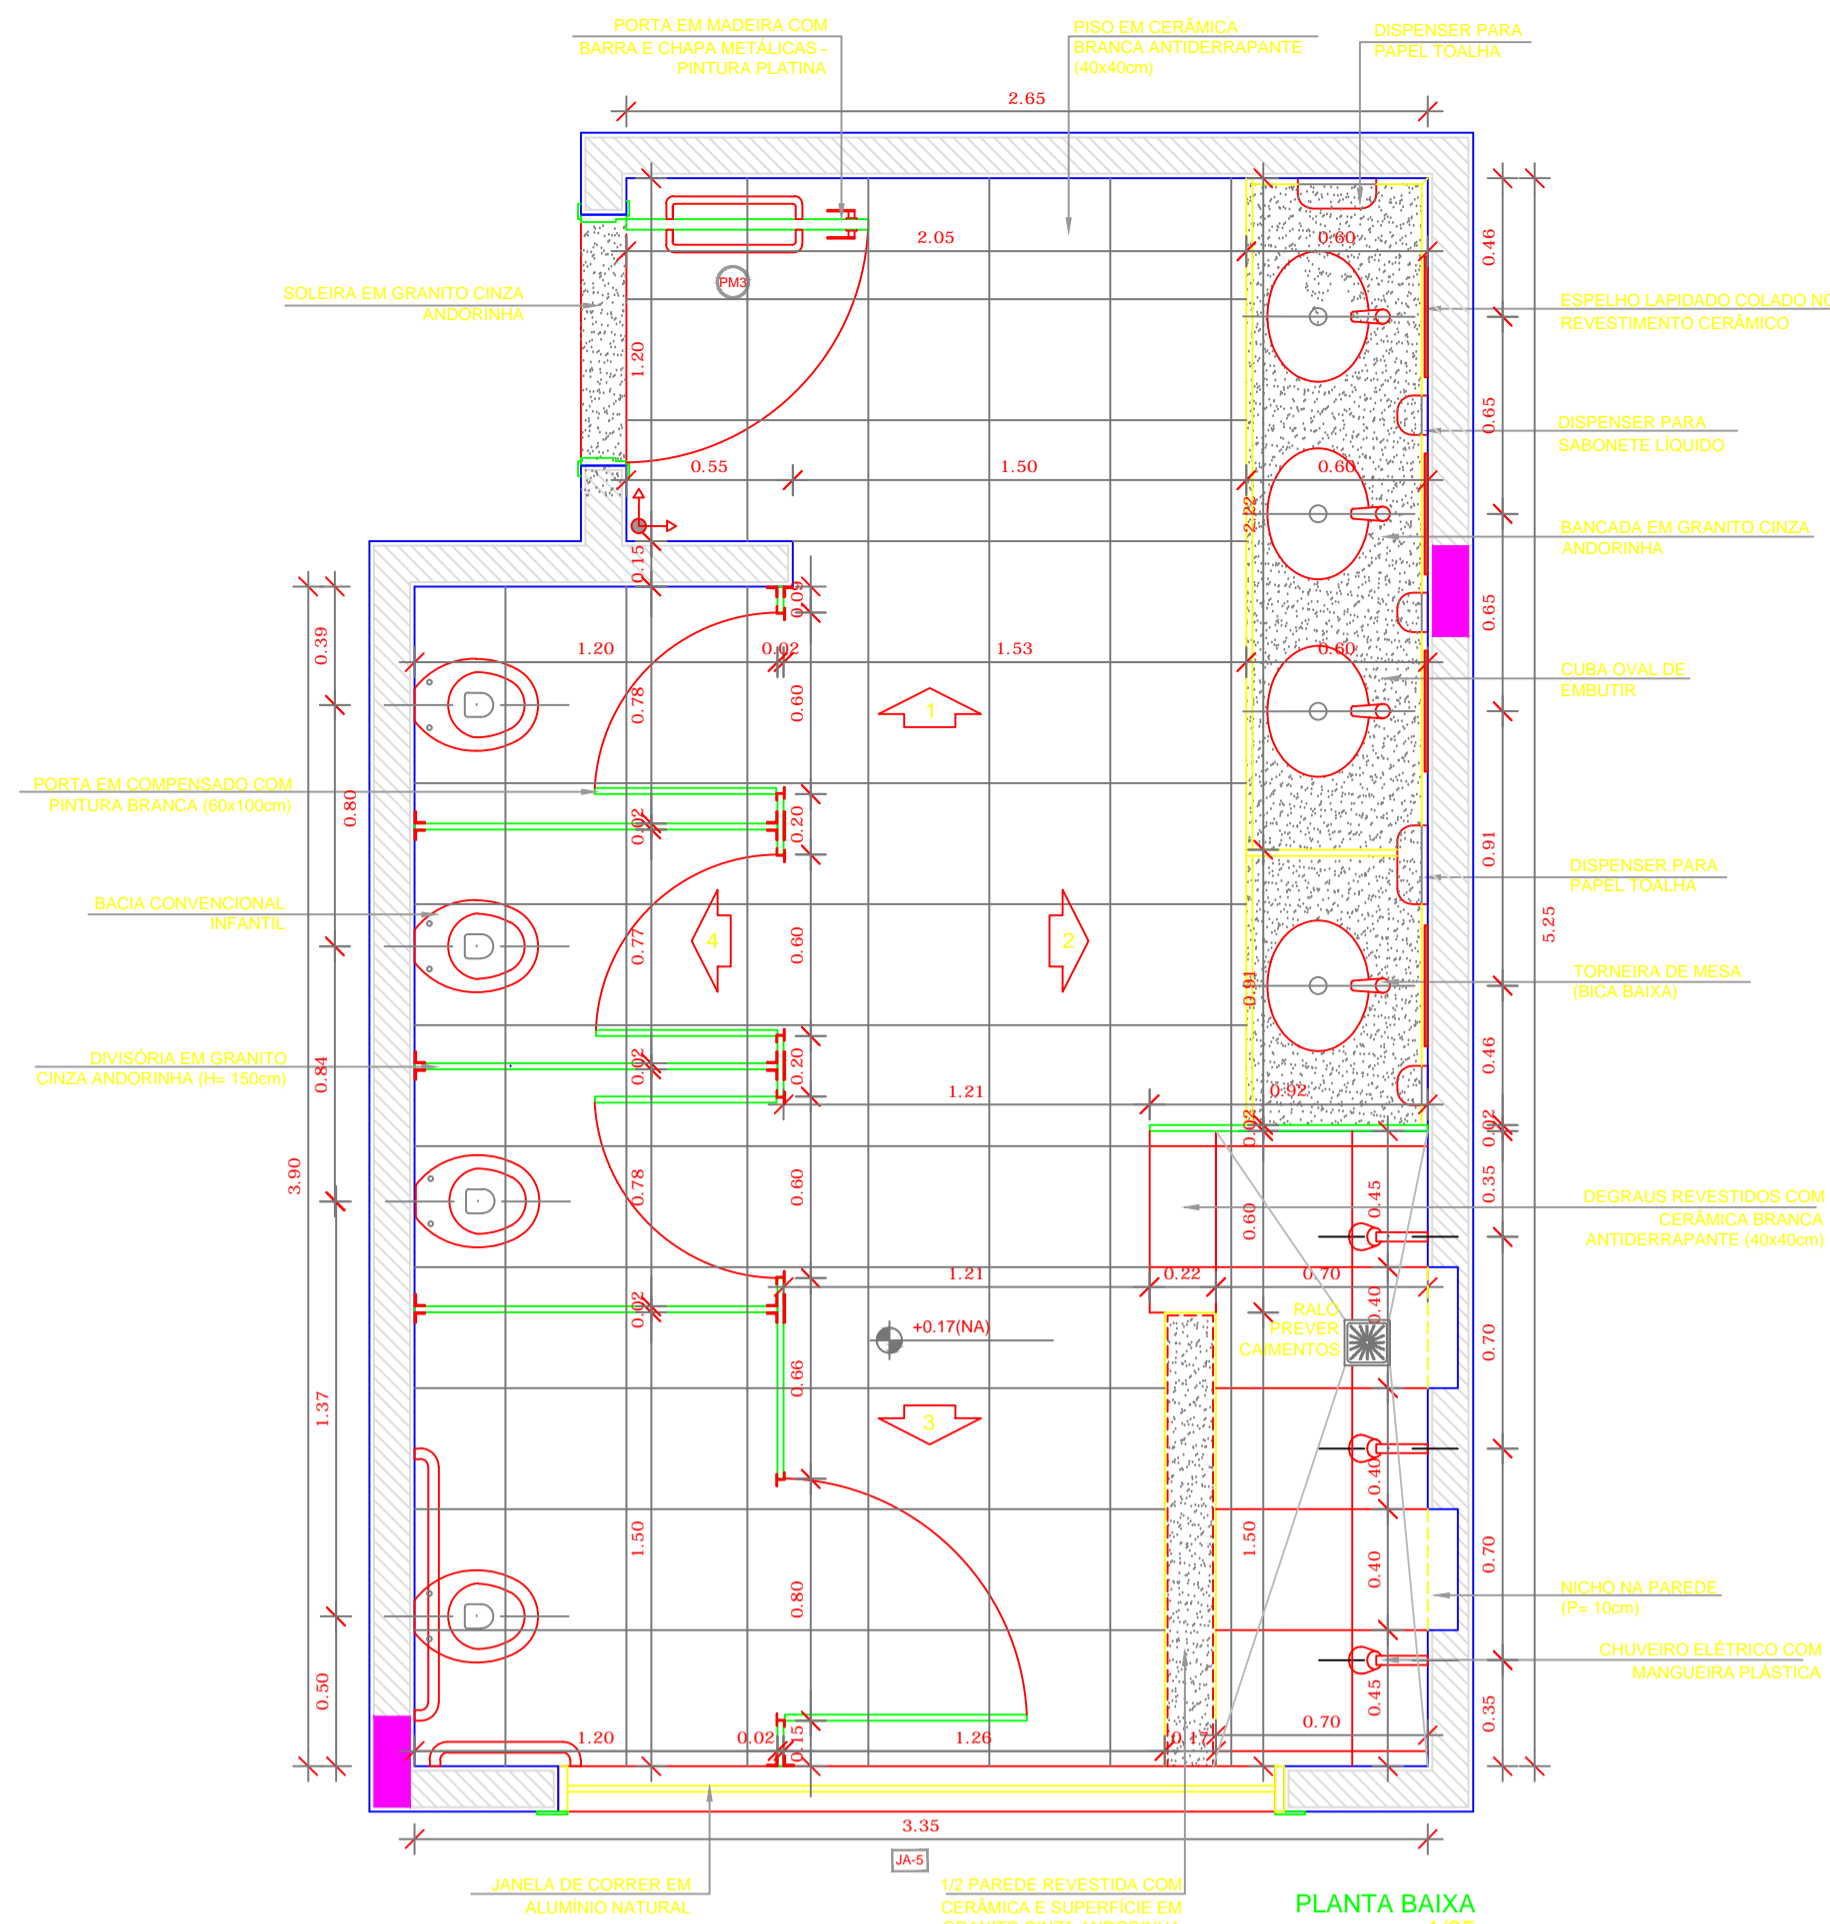 PORTA EM MADEIRA COM
BARRA E CHAPA METÁLICAS -
PINTURA PLATINA
PISO EM CERÂMICA
BRANCA ANTIDERRAPANTE
(40x40cm)
DISPENSER PARA
PAPEL TOALHA
2.65
2.05
0.60
0.46
PM3
SOLEIRA EM GRANITO CINZA
ANDORINHA
ESPELHO LAPIDADO COLADO NO
REVESTIMENTO CERÂMICO
1.20
0.65
DISPENSER PARA
SABONETE LÍQUIDO
0.55
1.50
0.60
2.22
BANCADA EM GRANITO CINZA
ANDORINHA
0.15
0.09
0.65
0.39
1.20
0.02
1.53
0.60
CUBA OVAL DE
EMBUTIR
0.78
0.60
1
PORTA EM COMPENSADO COM
PINTURA BRANCA (60x100cm)
0.80
0.02
0.20
0.91
DISPENSER PARA
PAPEL TOALHA
BACIA CONVENCIONAL
INFANTIL
5.25
0.77
4
0.60
2
0.91
TORNEIRA DE MESA
(BICA BAIXA)
DIVISÓRIA EM GRANITO
CINZA ANDORINHA (H= 150cm)
0.84
0.02
0.20
0.46
1.21
0.92
0.02
0.02
3.90
0.78
0.60
0.60
0.45
0.35
DEGRAUS REVESTIDOS COM
CERÂMICA BRANCA
ANTIDERRAPANTE (40x40cm)
1.21
0.22
0.70
0.02
0.40
RALO
PREVER
CAIMENTOS
+0.17(NA)
0.70
0.66
1.37
3
0.40
1.50
1.50
0.40
0.70
0.80
NICHO NA PAREDE
(P= 10cm)
CHUVEIRO ELÉTRICO COM
MANGUEIRA PLÁSTICA
0.50
0.45
0.35
1.20
0.02
0.15
1.26
0.17
0.70
3.35
JA-5
JANELA DE CORRER EM
ALUMÍNIO NATURAL
1/2 PAREDE REVESTIDA COM
CERÂMICA E SUPERFÍCIE EM
GRANITO CINZA ANDORINHA
PLANTA BAIXA